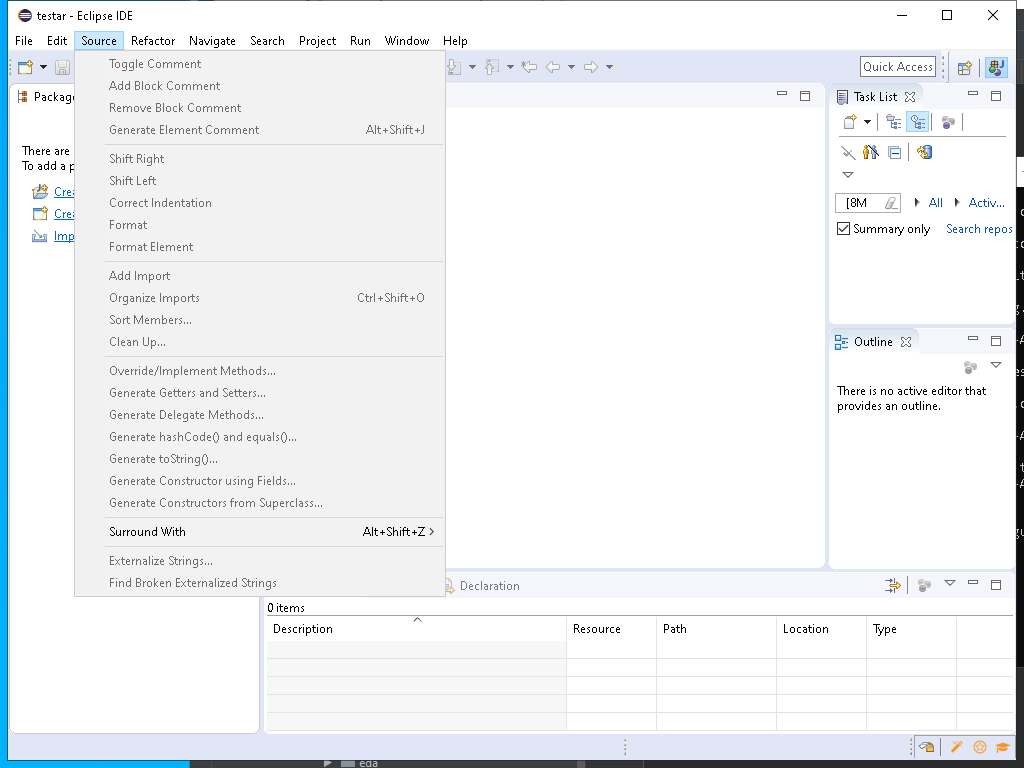 testar - Eclipse IDE
File Edit Source Refactor Navigate Search Project Run Window Help
Quick Access
Toggle Comment
Add Block Comment
Remove Block Comment
Generate Element Comment Alt+Shift+J
Shift Right
Shift Left
Correct Indentation
Format
Format Element
Add Import
Organize Imports Ctrl+Shift+O
Sort Members...
Clean Up...
Override/Implement Methods...
Generate Getters and Setters...
Generate Delegate Methods...
Generate hashCode() and equals()...
Generate toString()...
Generate Constructor using Fields...
Generate Constructors from Superclass...
Surround With Alt+Shift+Z
Externalize Strings...
Find Broken Externalized Strings
Packag
There are
To add a p
Crea
Crea
Imp
Task List
[8M All Activ...
Summary only Search repos
Outline
There is no active editor that
provides an outline.
Declaration
0 items
Description Resource Path Location Type
eda